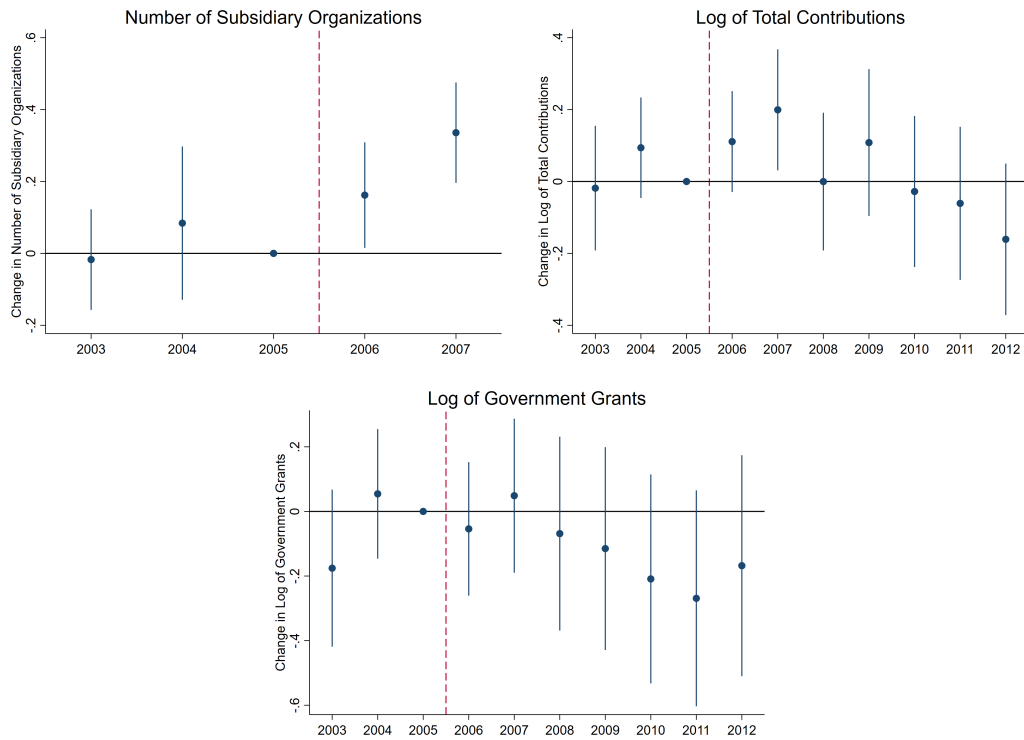 Number of Subsidiary Organizations
Change in Number of Subsidiary Organizations
.6
.4
.2
0
-.2
2003 2004 2005 2006 2007
Log of Total Contributions
Change in Log of Total Contributions
.4
.2
0
-.2
-.4
2003 2004 2005 2006 2007 2008 2009 2010 2011 2012
Log of Government Grants
Change in Log of Government Grants
.2
0
-.2
-.4
-.6
2003 2004 2005 2006 2007 2008 2009 2010 2011 2012